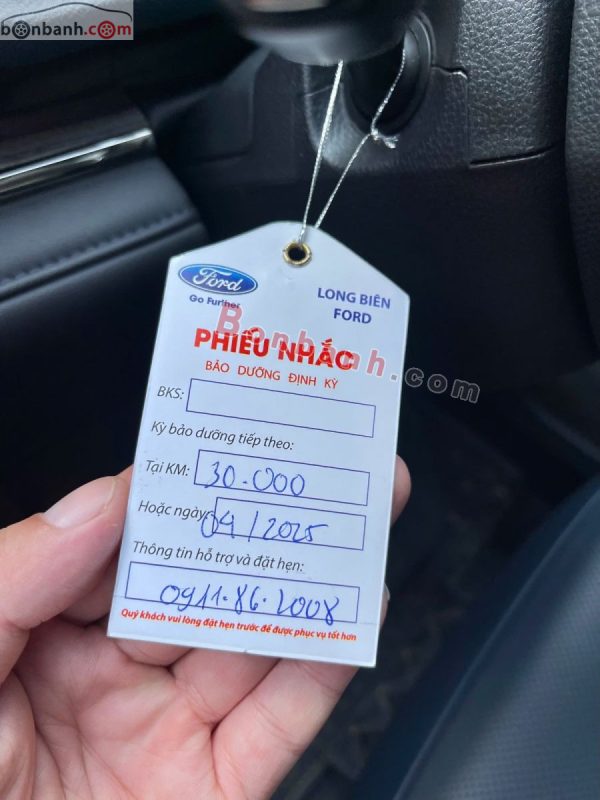 bonbanh.com
Ford
Go Further
LONG BIÊN
FORD
PHIẾU NHẮC
BẢO DƯỠNG ĐỊNH KỲ
Bonbanh.com
BKS:
Kỳ bảo dưỡng tiếp theo:
Tại KM: 30.000
Hoặc ngày: 04/2025
Thông tin hỗ trợ và đặt hẹn:
0911.86.2008
Quý khách vui lòng đặt hẹn trước để được phục vụ tốt hơn